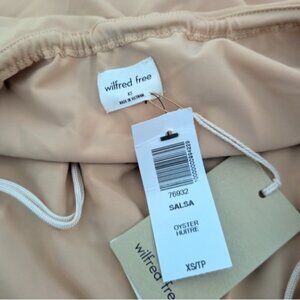 wilfred free
XS
MADE IN VIETNAM
76932
SALSA
OYSTER
HUITRE
XS/TP
wilfred free